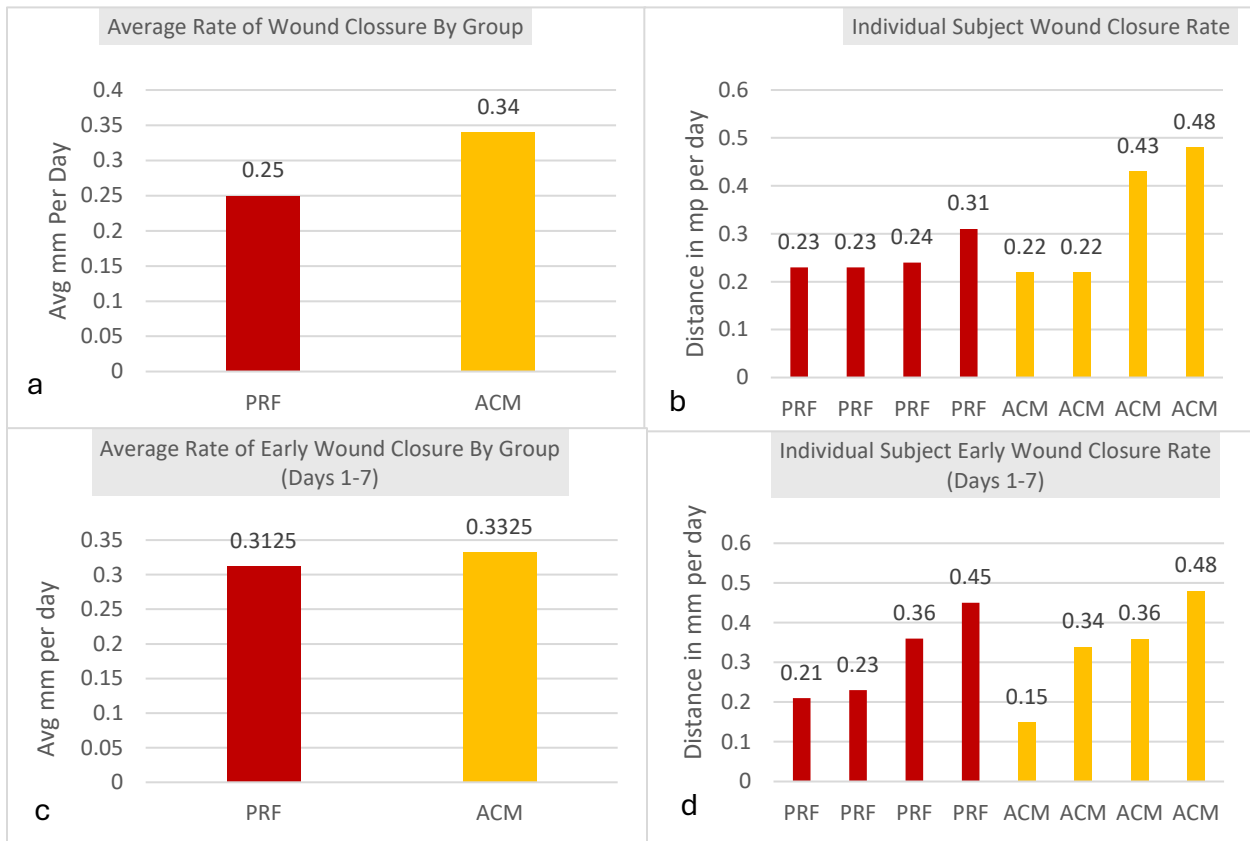 Average Rate of Wound Clossure By Group
Avg mm Per Day
0.4
0.35
0.3
0.25
0.2
0.15
0.1
0.05
0
0.25
0.34
PRF
ACM
a
Individual Subject Wound Closure Rate
Distance in mp per day
0.6
0.5
0.4
0.3
0.2
0.1
0
0.23
0.23
0.24
0.31
0.22
0.22
0.43
0.48
PRF PRF PRF PRF ACM ACM ACM ACM
b
Average Rate of Early Wound Closure By Group
(Days 1-7)
Avg mm per day
0.35
0.3
0.25
0.2
0.15
0.1
0.05
0
0.3125
0.3325
PRF
ACM
c
Individual Subject Early Wound Closure Rate
(Days 1-7)
Distance in mm per day
0.6
0.5
0.4
0.3
0.2
0.1
0
0.21
0.23
0.36
0.45
0.15
0.34
0.36
0.48
PRF PRF PRF PRF ACM ACM ACM ACM
d